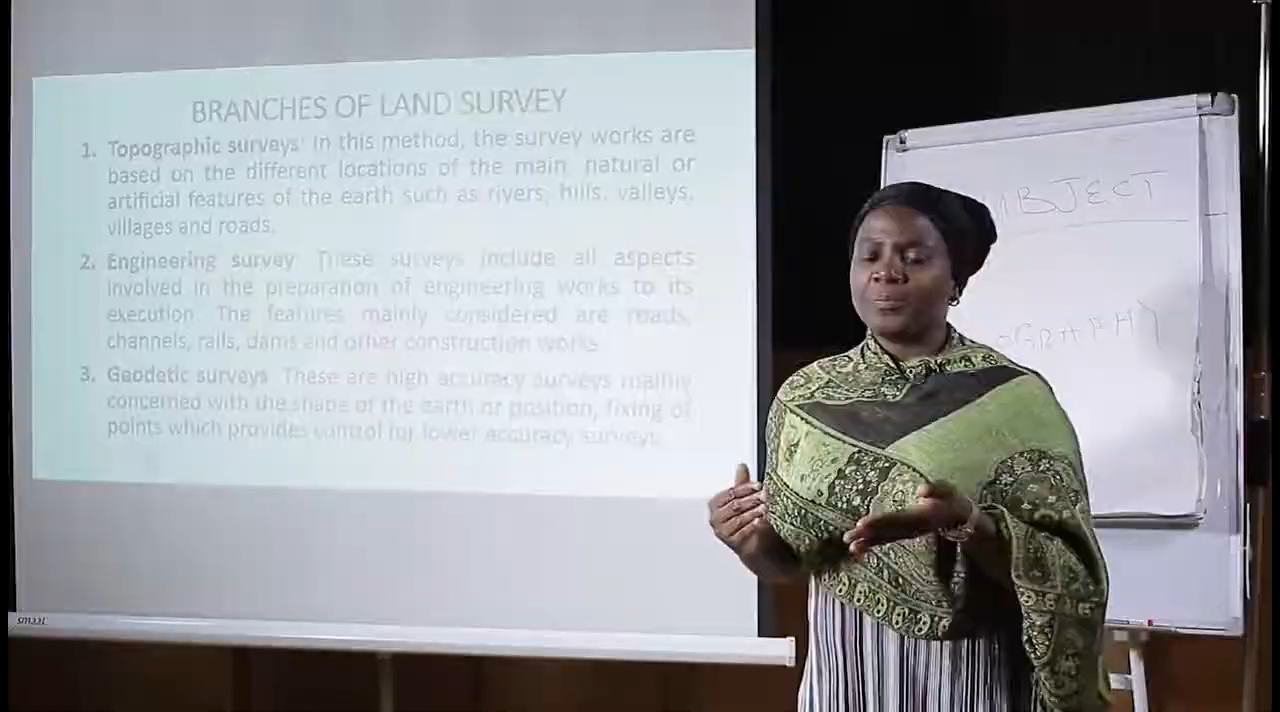 BRANCHES OF LAND SURVEY
1. Topographic surveys: In this method, the survey works are
based on the different locations of the main, natural or
artificial features of the earth such as rivers, hills, valleys,
villages and roads.
2. Engineering survey: These surveys include all aspects
involved in the preparation of engineering works to its
execution. The features mainly considered are roads,
channels, rails, dams and other construction works.
3. Geodetic surveys: These are high accuracy surveys mainly
concerned with the shape of the earth or position, fixing of
points which provides control for lower accuracy surveys.
UBJECT
OGRAPHY